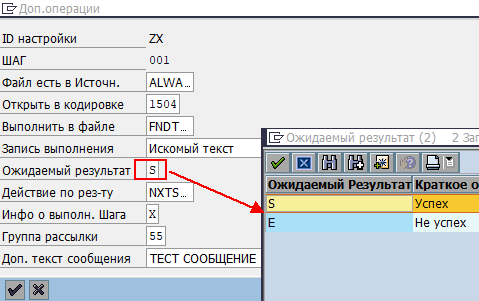 Доп.операции
ID настройки ZX
ШАГ 001
Файл есть в Источн. ALWA...
Открыть в кодировке 1504
Выполнить в файле FNDT...
Запись выполнения Искомый текст
Ожидаемый результат S
Действие по рез-ту NXTS...
Инфо о выполн. Шага X
Группа рассылки 55
Доп. текст сообщения ТЕСТ СООБЩЕНИЕ
Ожидаемый результат (2) 2 Зап
Ожидаемый Результат Краткое о
S Успех
E Не успех